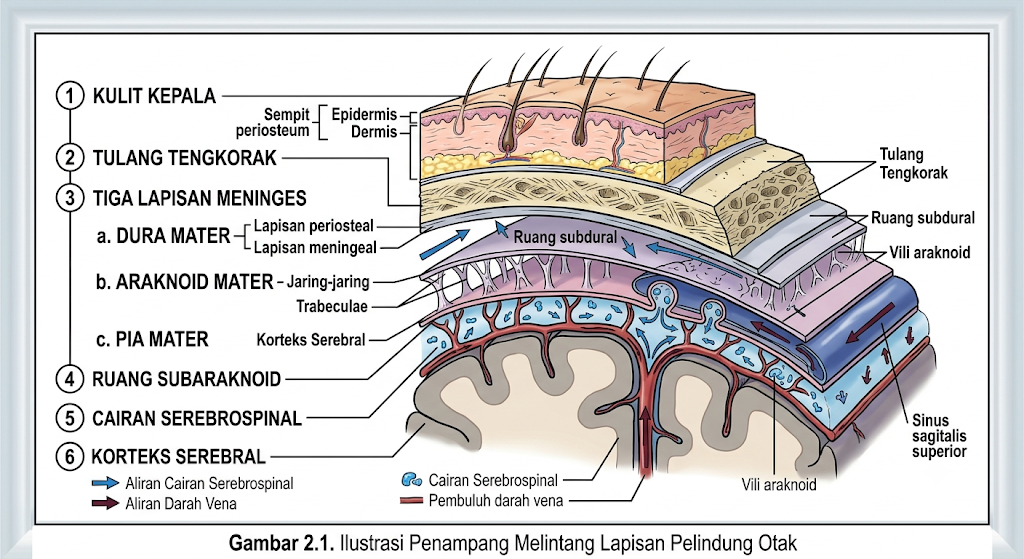 1 KULIT KEPALA
Sempit
periosteum
Epidermis
Dermis
2 TULANG TENGKORAK
3 TIGA LAPISAN MENINGES
a. DURA MATER
Lapisan periosteal
Lapisan meningeal
b. ARAKNOID MATER
Jaring-jaring
Trabeculae
c. PIA MATER
Korteks Serebral
4 RUANG SUBARAKNOID
5 CAIRAN SEREBROSPINAL
6 KORTEKS SEREBRAL
Aliran Cairan Serebrospinal
Aliran Darah Vena
Cairan Serebrospinal
Pembuluh darah vena
Ruang subdural
Tulang
Tengkorak
Ruang subdural
Vili araknoid
Sinus
sagitalis
superior
Vili araknoid
Gambar 2.1. Ilustrasi Penampang Melintang Lapisan Pelindung Otak